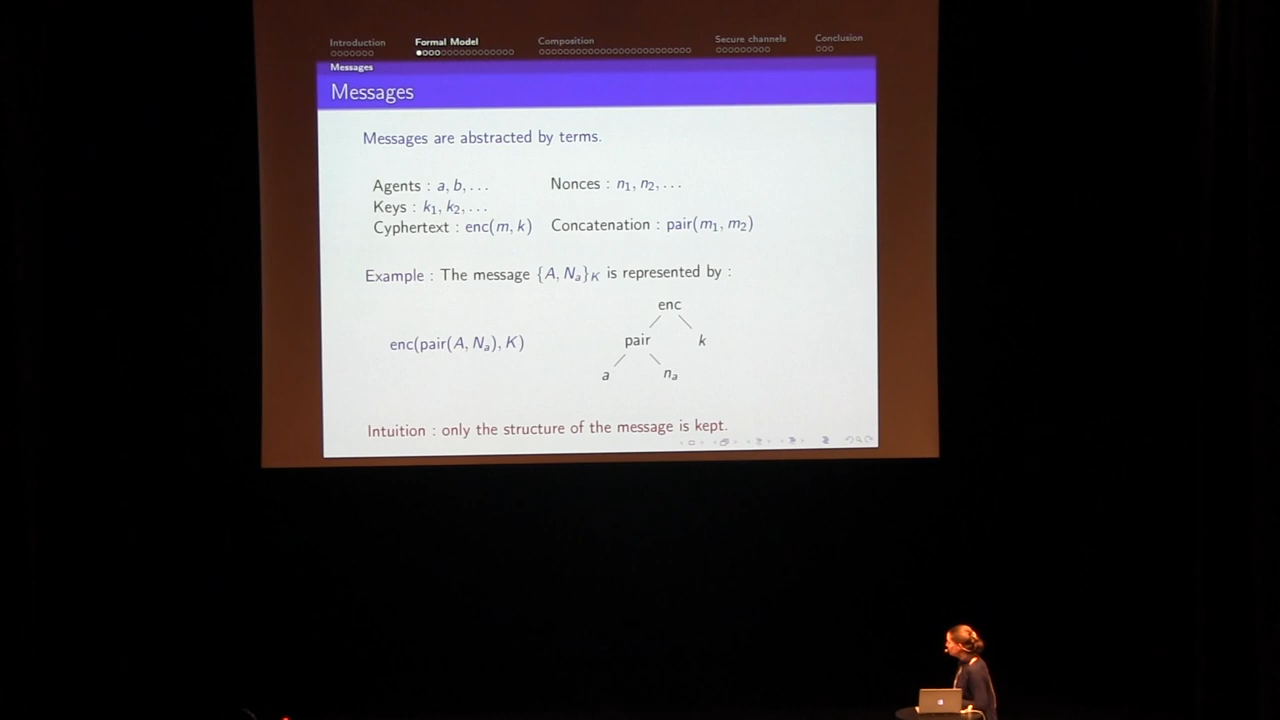 Introduction Formal Model Composition Secure channels Conclusion
Messages
Messages
Messages are abstracted by terms.
Agents : a, b, . . . Nonces : n₁, n₂, . . .
Keys : k₁, k₂, . . .
Cyphertext : enc(m, k) Concatenation : pair(m₁, m₂)
Example : The message {A, Nₐ}K is represented by :
enc
enc(pair(A, Nₐ), K) pair k
a nₐ
Intuition : only the structure of the message is kept.